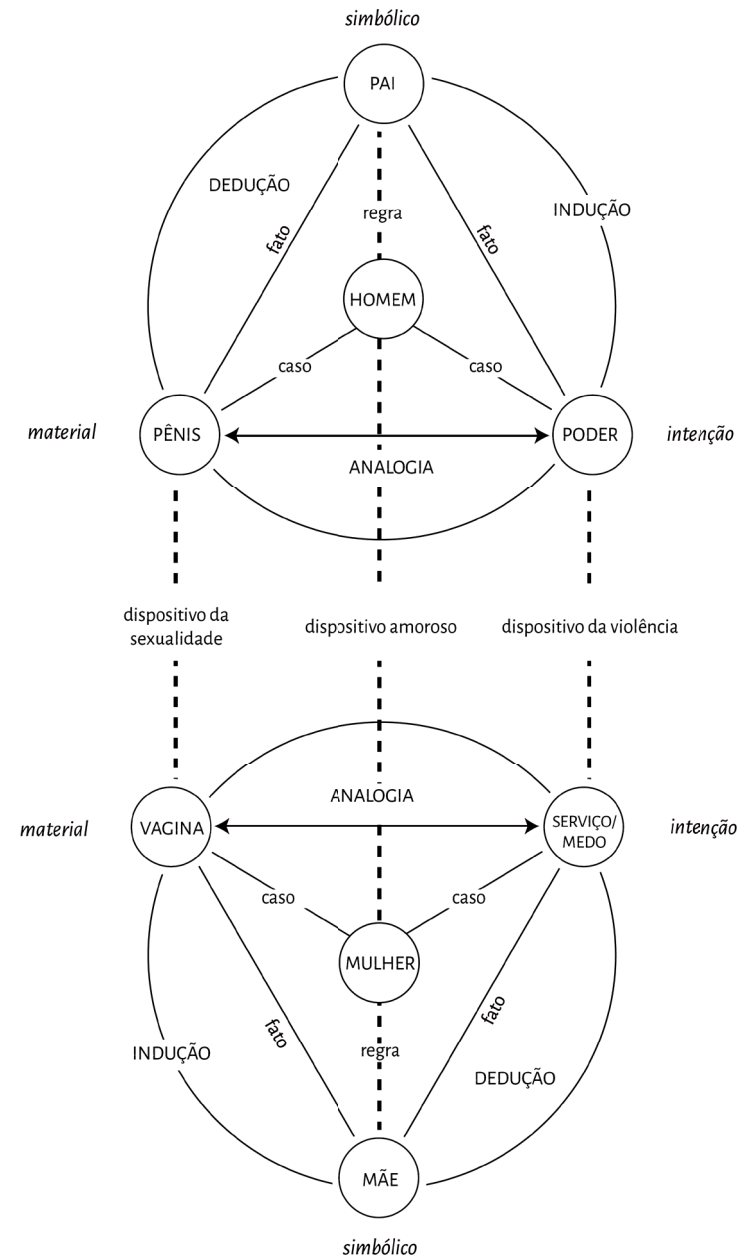 simbólico
PAI
DEDUÇÃO
INDUÇÃO
regra
fato
fato
HOMEM
caso
caso
material
PÊNIS
PODER
intenção
ANALOGIA
dispositivo da
sexualidade
dispositivo amoroso
dispositivo da violência
ANALOGIA
material
VAGINA
SERVIÇO/
MEDO
intenção
caso
caso
MULHER
fato
fato
INDUÇÃO
regra
DEDUÇÃO
MÃE
simbólico